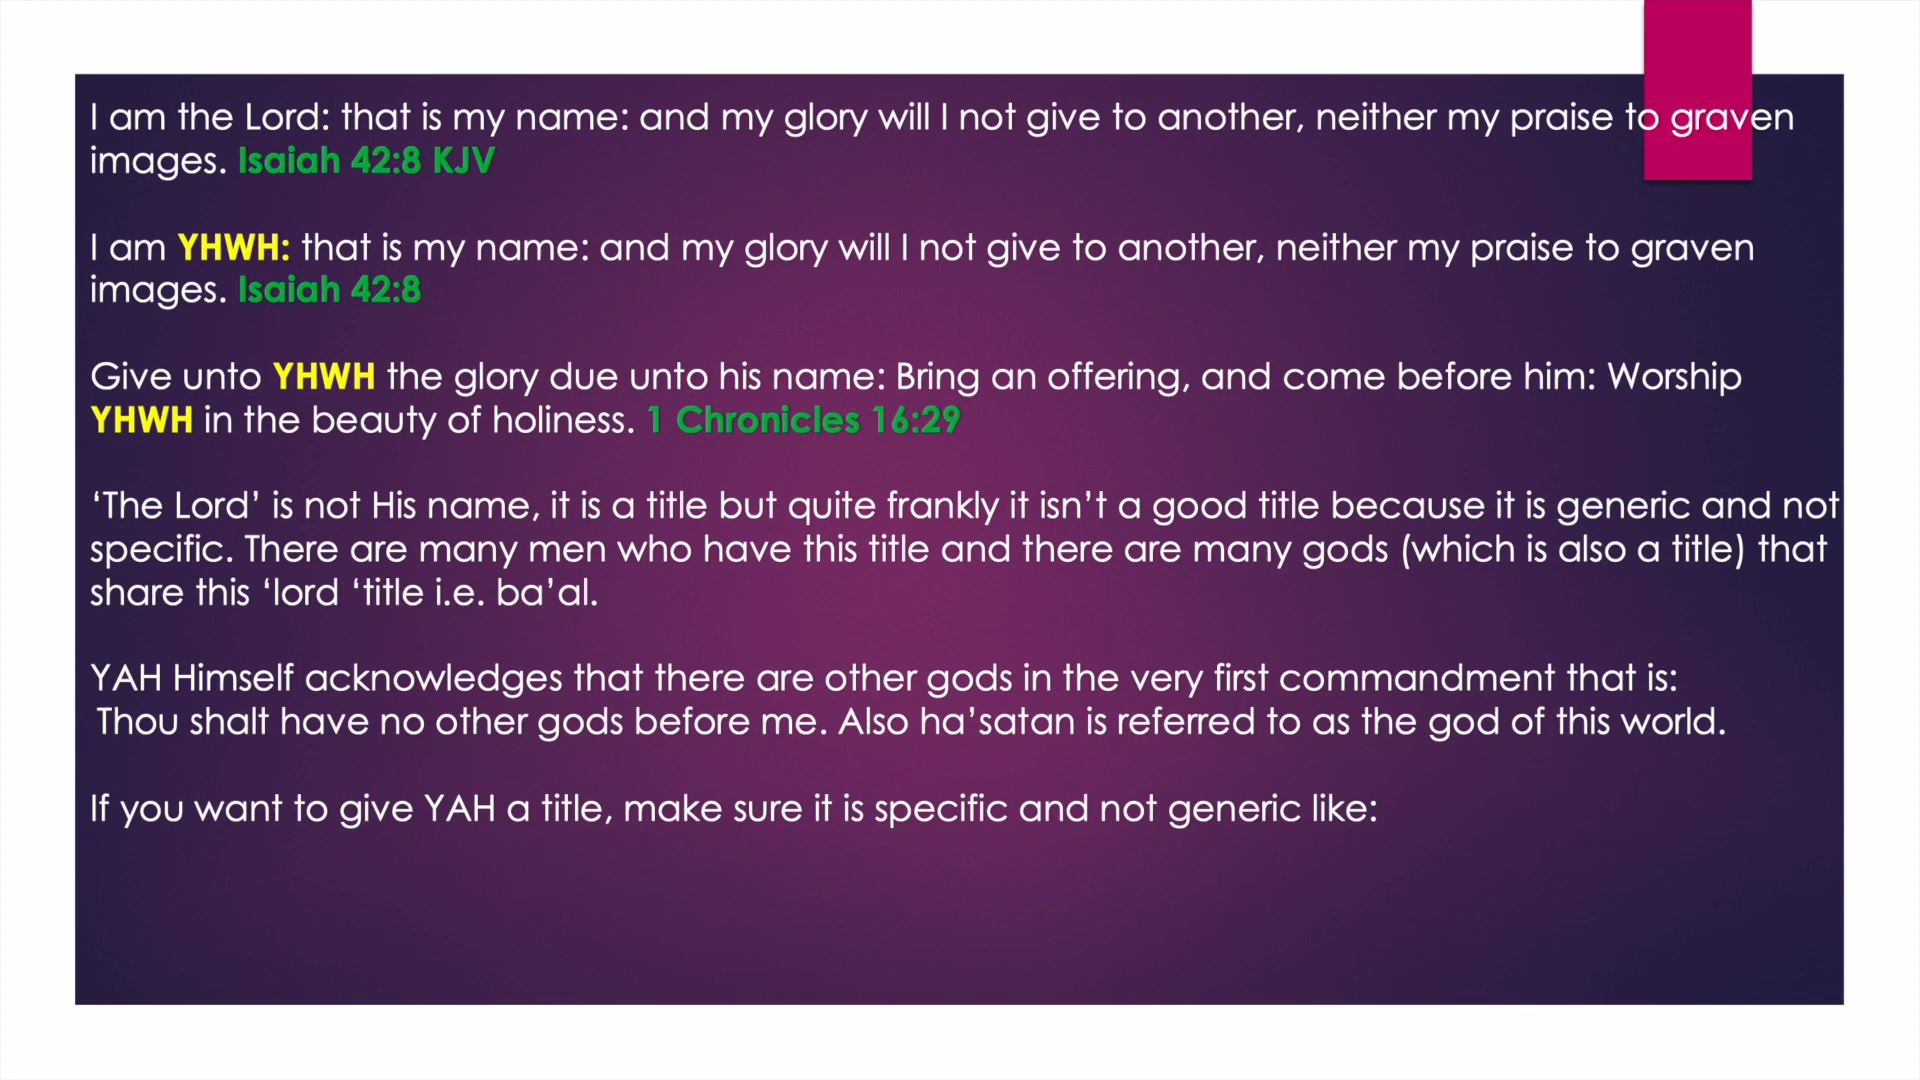 I am the Lord: that is my name: and my glory will I not give to another, neither my praise to graven
images. Isaiah 42:8 KJV
I am YHWH: that is my name: and my glory will I not give to another, neither my praise to graven
images. Isaiah 42:8
Give unto YHWH the glory due unto his name: Bring an offering, and come before him: Worship
YHWH in the beauty of holiness. 1 Chronicles 16:29
‘The Lord’ is not His name, it is a title but quite frankly it isn’t a good title because it is generic and not
specific. There are many men who have this title and there are many gods (which is also a title) that
share this ‘lord ‘title i.e. ba’al.
YAH Himself acknowledges that there are other gods in the very first commandment that is:
Thou shalt have no other gods before me. Also ha’satan is referred to as the god of this world.
If you want to give YAH a title, make sure it is specific and not generic like: